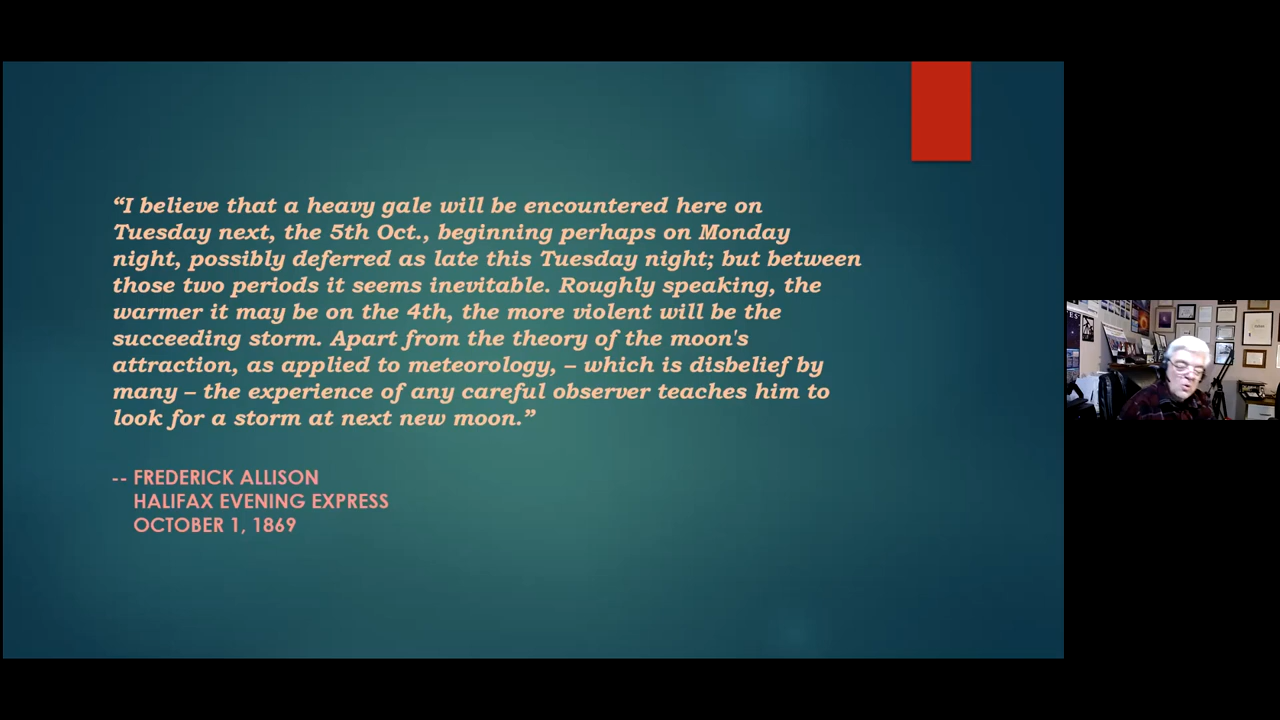 “I believe that a heavy gale will be encountered here on
Tuesday next, the 5th Oct., beginning perhaps on Monday
night, possibly deferred as late this Tuesday night; but between
those two periods it seems inevitable. Roughly speaking, the
warmer it may be on the 4th, the more violent will be the
succeeding storm. Apart from the theory of the moon's
attraction, as applied to meteorology, – which is disbelief by
many – the experience of any careful observer teaches him to
look for a storm at next new moon.”
-- FREDERICK ALLISON
HALIFAX EVENING EXPRESS
OCTOBER 1, 1869